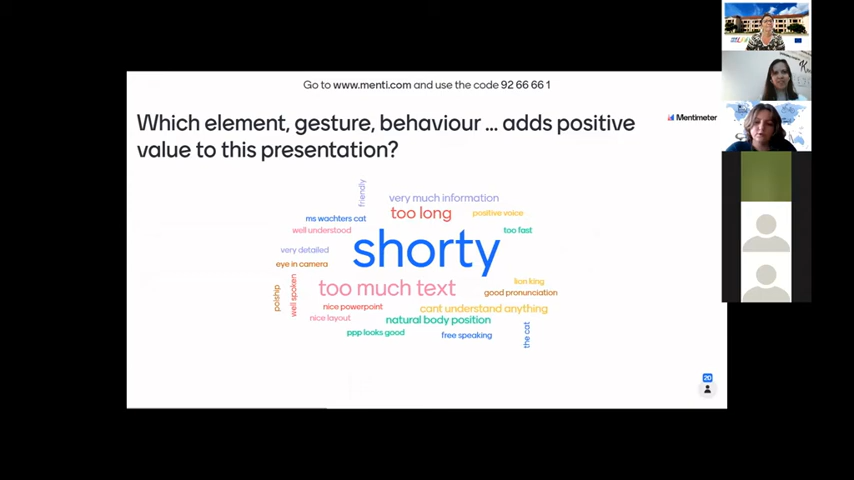 Go to www.menti.com and use the code 92 66 66 1
Which element, gesture, behaviour ... adds positive
value to this presentation?
Mentimeter
friendly
very much information
ms wachters cat
too long
positive voice
well understood
too fast
shorty
very detailed
eye in camera
lion king
too much text
good pronunciation
polship
well spoken
nice powerpoint
cant understand anything
nice layout
natural body position
ppp looks good
free speaking
the cat
20